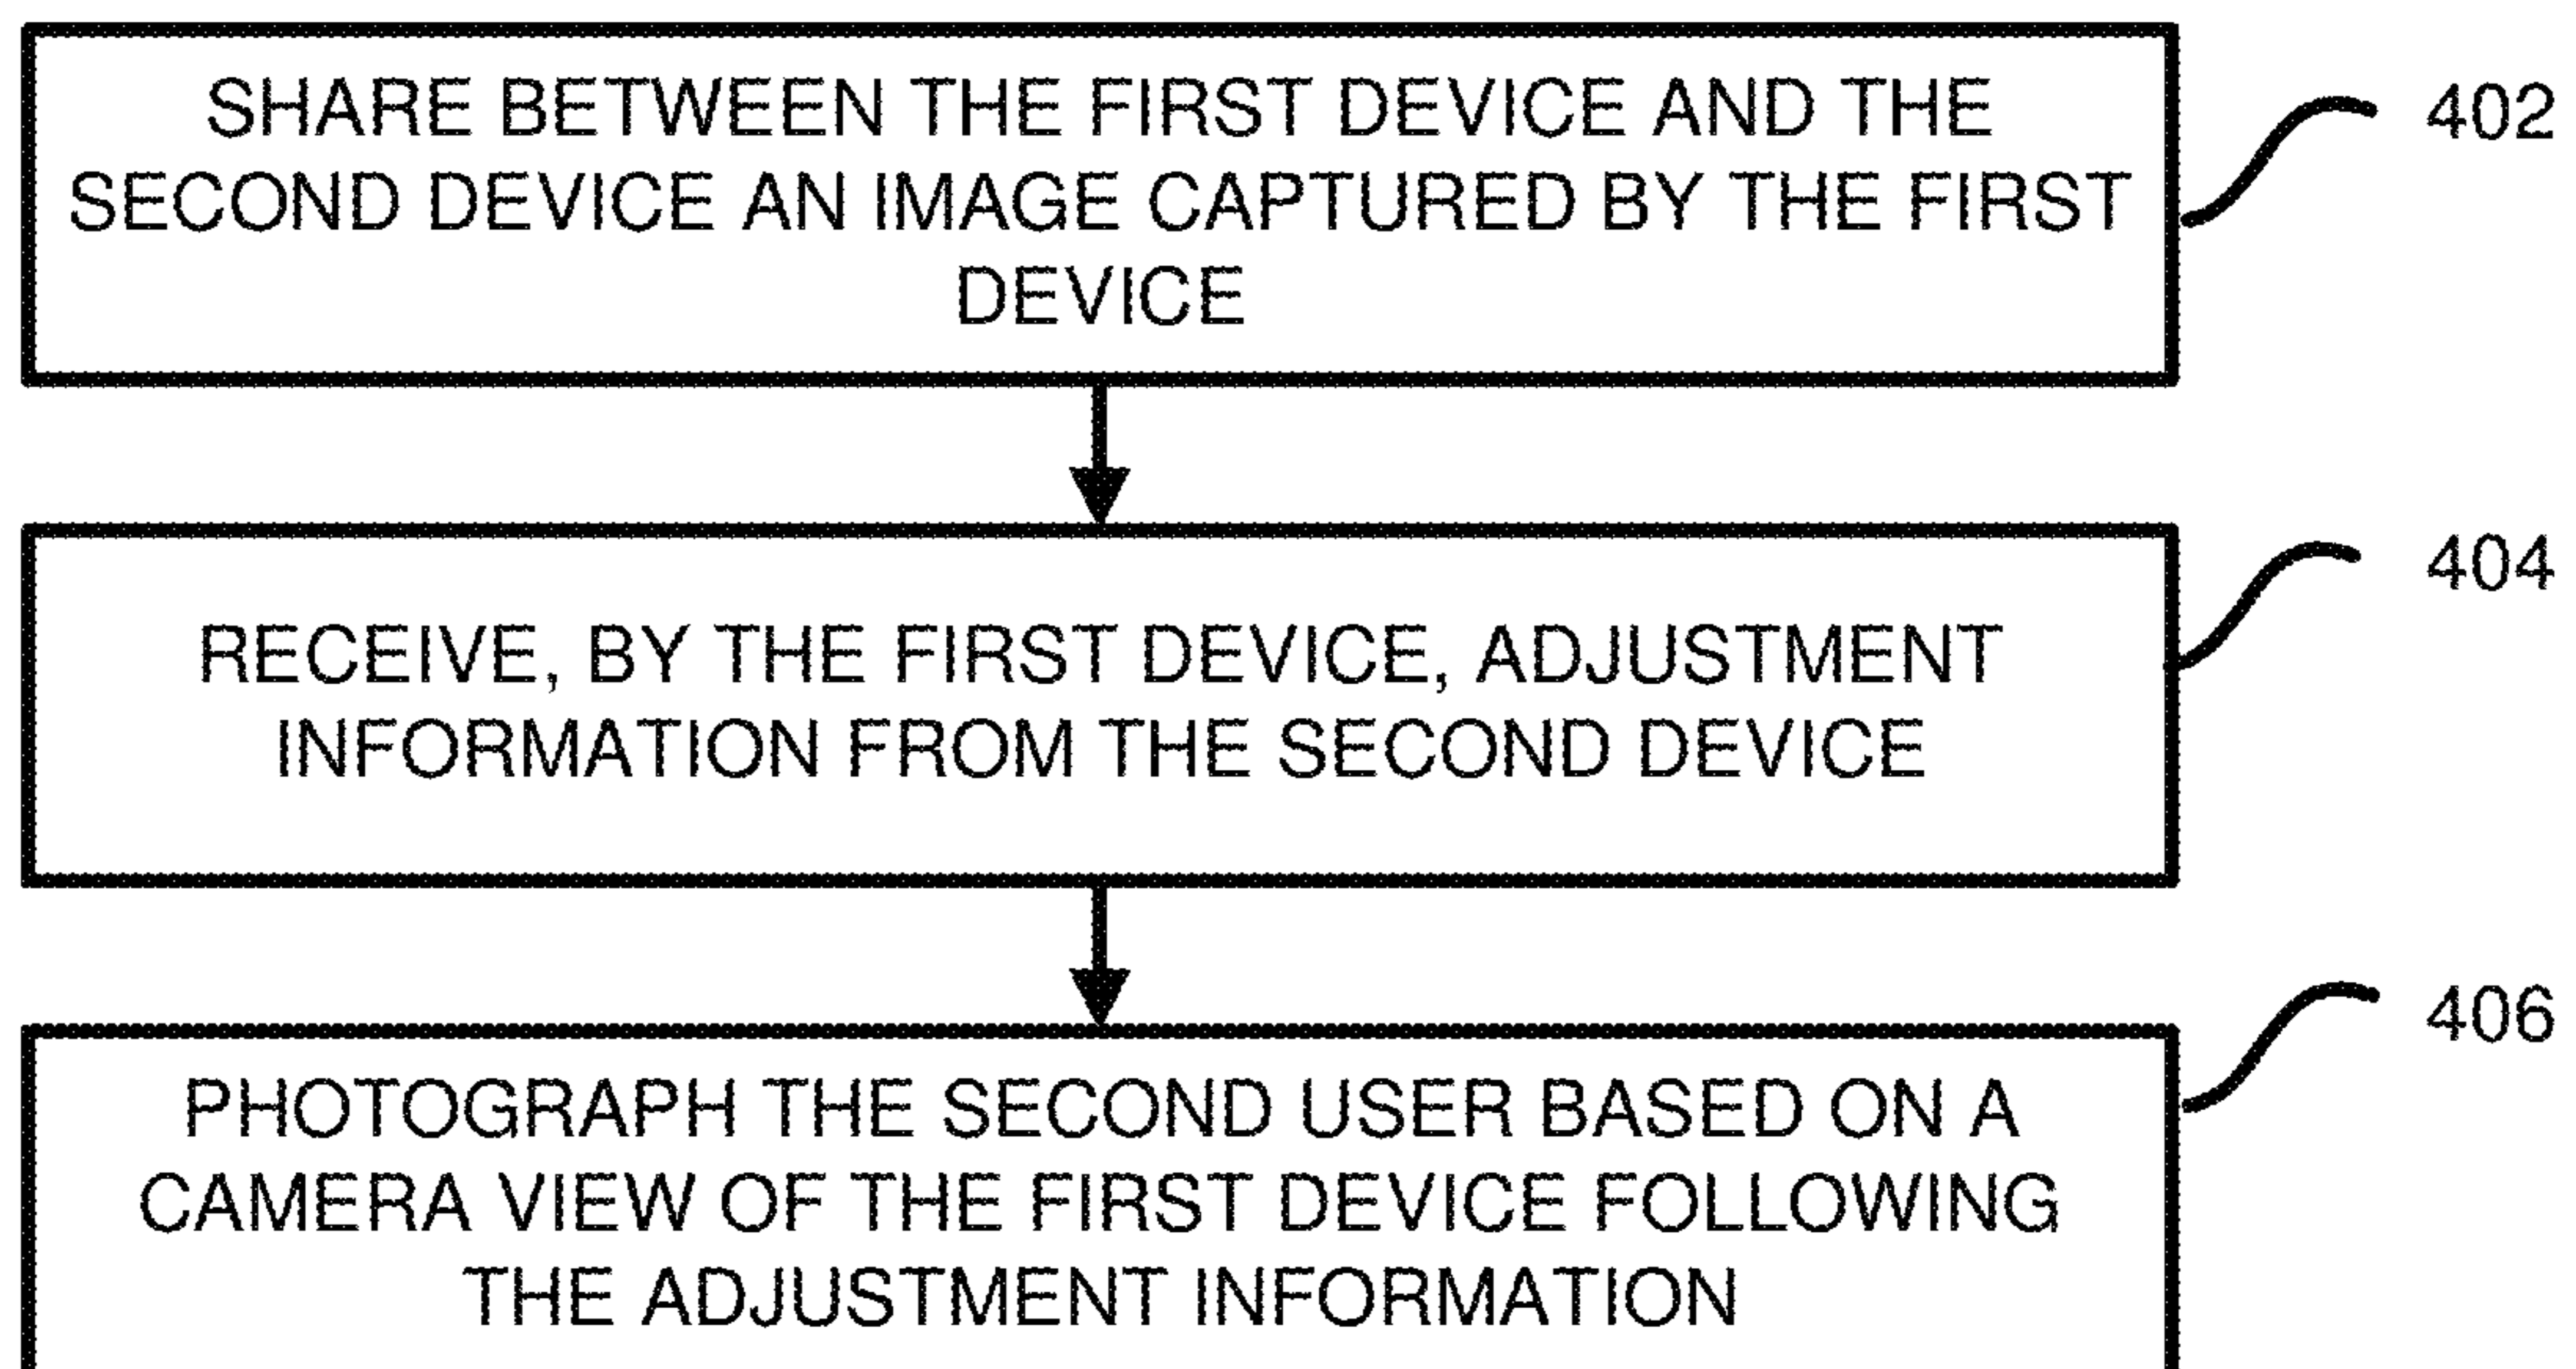 SHARE BETWEEN THE FIRST DEVICE AND THE
SECOND DEVICE AN IMAGE CAPTURED BY THE FIRST
DEVICE
402
RECEIVE, BY THE FIRST DEVICE, ADJUSTMENT
INFORMATION FROM THE SECOND DEVICE
404
PHOTOGRAPH THE SECOND USER BASED ON A
CAMERA VIEW OF THE FIRST DEVICE FOLLOWING
THE ADJUSTMENT INFORMATION
406